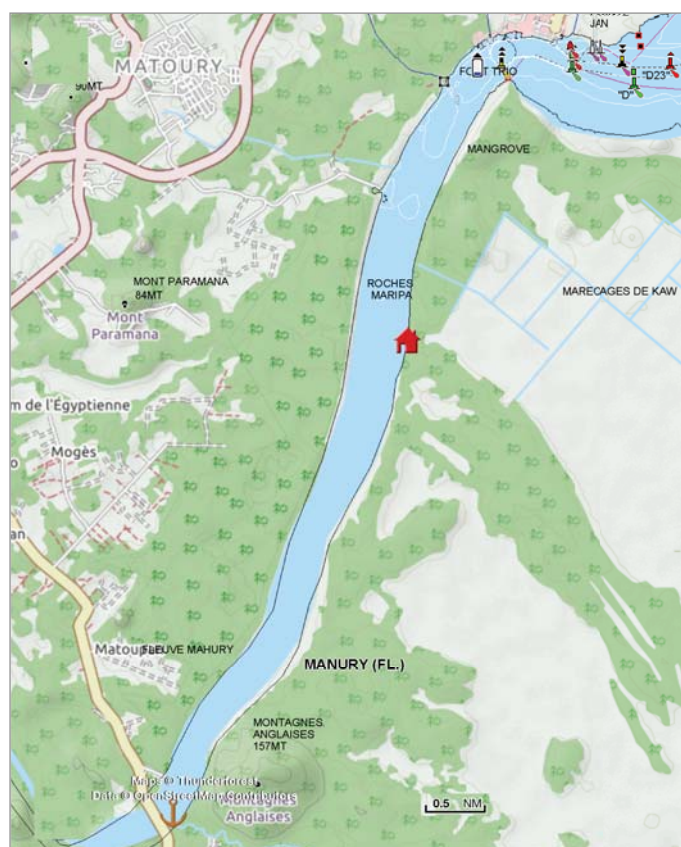 JAN
MATOURY
90MT
FORT TRIO
"D23"
"D"
MANGROVE
MONT PARAMANA
84MT
Mont
Paramana
ROCHES
MARIPA
MARECAGES DE KAW
m de l'Égyptienne
Mogès
an
FLEUVE MAHURY
MANURY (FL.)
MONTAGNES
ANGLAISES
157MT
Maps © Thunderforest
Data © OpenStreetMap Contributors
Montagnes
Anglaises
0.5 NM